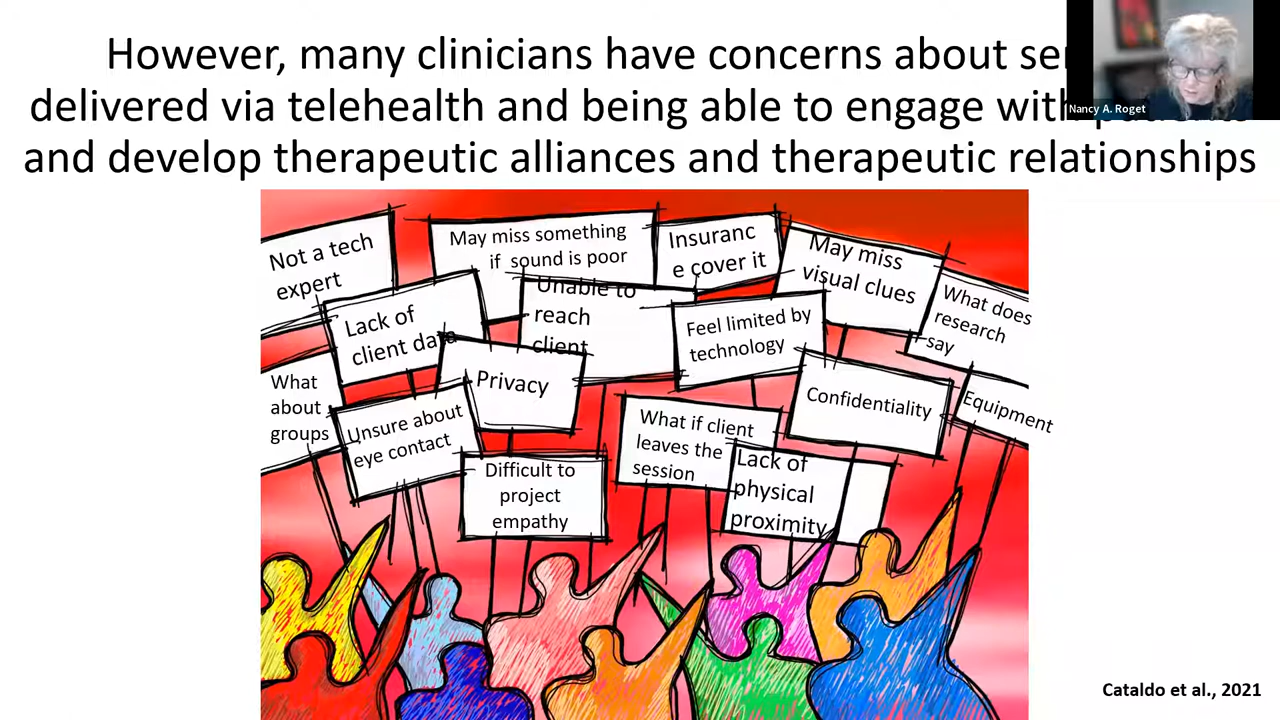 However, many clinicians have concerns about
delivered via telehealth and being able to engage with
and develop therapeutic alliances and therapeutic relationships
Nancy A. Roget
Not a tech
expert
May miss something
if sound is poor
Insuranc
e cover it
May miss
visual clues
What does
research
say
Lack of
client data
Unable to
reach
client
Feel limited by
technology
What
about
groups
Unsure about
eye contact
Privacy
What if client
leaves the
session
Confidentiality
Equipment
Difficult to
project
empathy
Lack of
physical
proximity
Cataldo et al., 2021